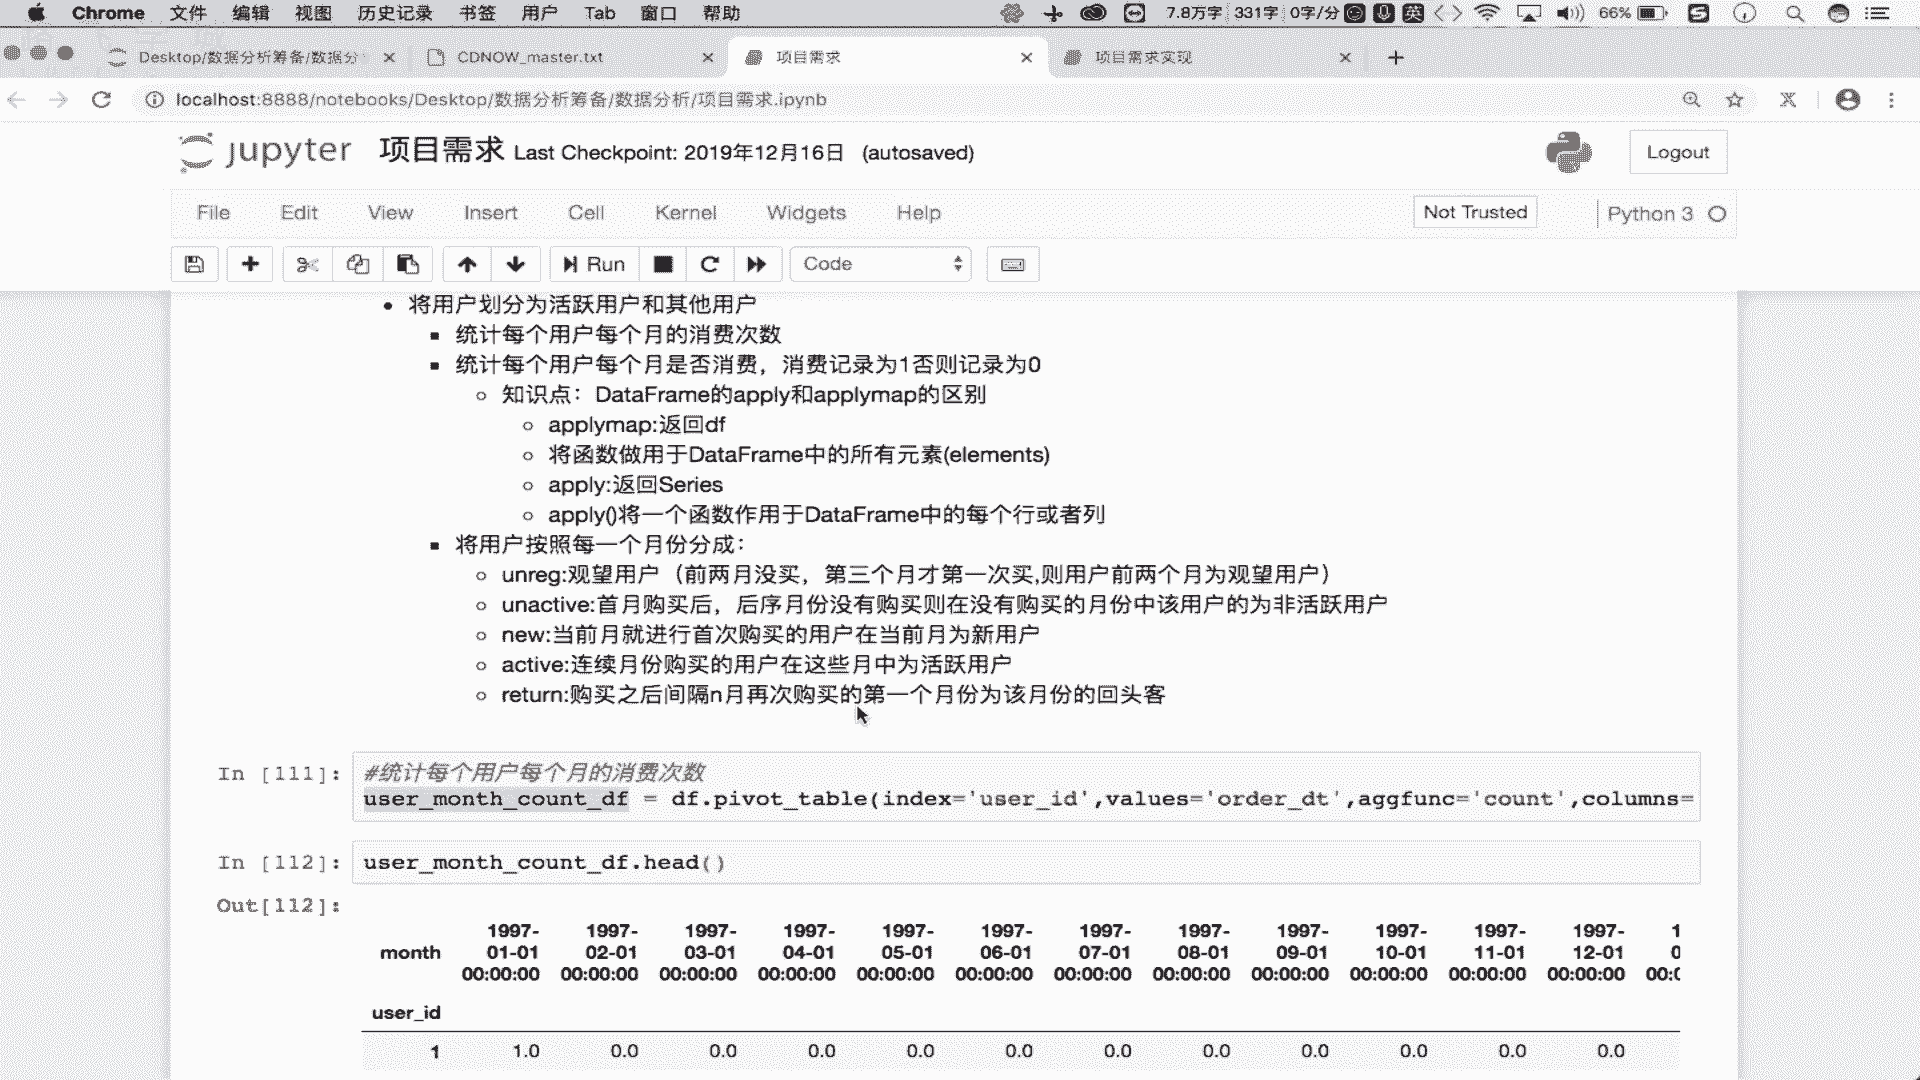 Chrome 文件 编辑 视图 历史记录 书签 用户 Tab 窗口 帮助 7.8万字 331字 0字/分 英 66%
Desktop/数据分析筹备/数据分 CDNOW_master.txt 项目需求 项目需求实现
localhost:8888/notebooks/Desktop/数据分析筹备/数据分析/项目需求.ipynb
jupyter 项目需求 Last Checkpoint: 2019年12月16日 (autosaved) Logout
File Edit View Insert Cell Kernel Widgets Help Not Trusted Python 3
Run Code
将用户划分为活跃用户和其他用户
统计每个用户每个月的消费次数
统计每个用户每个月是否消费，消费记录为1否则记录为0
知识点：DataFrame的apply和applymap的区别
applymap:返回df
将函数做用于DataFrame中的所有元素(elements)
apply:返回Series
apply()将一个函数作用于DataFrame中的每个行或者列
将用户按照每一个月份分成：
unreg:观望用户（前两月没买，第三个月才第一次买,则用户前两个月为观望用户）
unactive:首月购买后，后序月份没有购买则在没有购买的月份中该用户的为非活跃用户
new:当前月就进行首次购买的用户在当前月为新用户
active:连续月份购买的用户在这些月中为活跃用户
return:购买之后间隔n月再次购买的第一个月份为该月份的回头客
In [111]: #统计每个用户每个月的消费次数
user_month_count_df = df.pivot_table(index='user_id',values='order_dt',aggfunc='count',columns=
In [112]: user_month_count_df.head()
Out[112]:
1997- 1997- 1997- 1997- 1997- 1997- 1997- 1997- 1997- 1997- 1997- 1997- 1
month 01-01 02-01 03-01 04-01 05-01 06-01 07-01 08-01 09-01 10-01 11-01 12-01 0
00:00:00 00:00:00 00:00:00 00:00:00 00:00:00 00:00:00 00:00:00 00:00:00 00:00:00 00:00:00 00:00:00 00:00:00 00:0
user_id
1 1.0 0.0 0.0 0.0 0.0 0.0 0.0 0.0 0.0 0.0 0.0 0.0